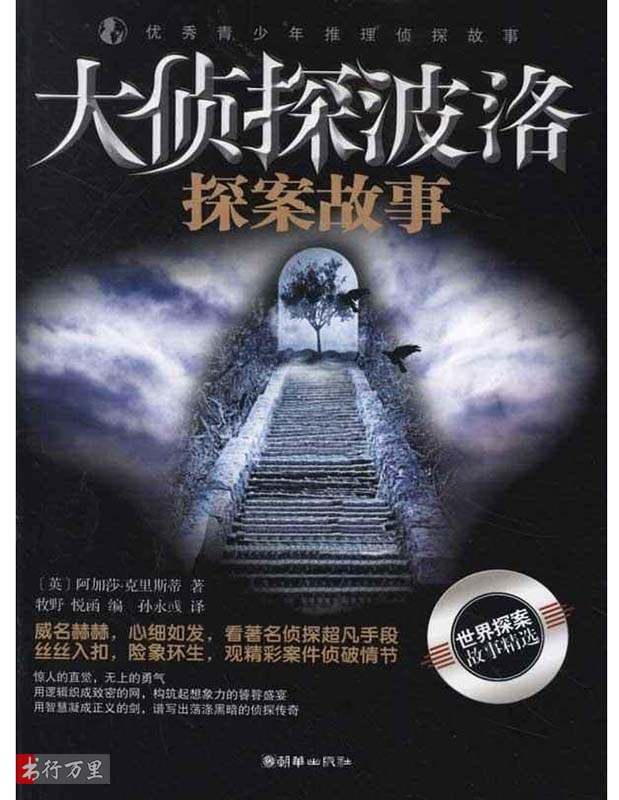 优秀青少年推理侦探故事
大侦探波洛
探案故事
[英] 阿加莎·克里斯蒂 著
牧野 悦函 编 孙永彧 译
威名赫赫，心细如发，看著名侦探超凡手段
丝丝入扣，险象环生，观精彩案件侦破情节
惊人的直觉，无上的勇气
用逻辑织成致密的网，构筑起想象力的饕餮盛宴
用智慧凝成正义的剑，谱写出荡涤黑暗的侦探传奇
世界探案
故事精选
朝华出版社
书行万里